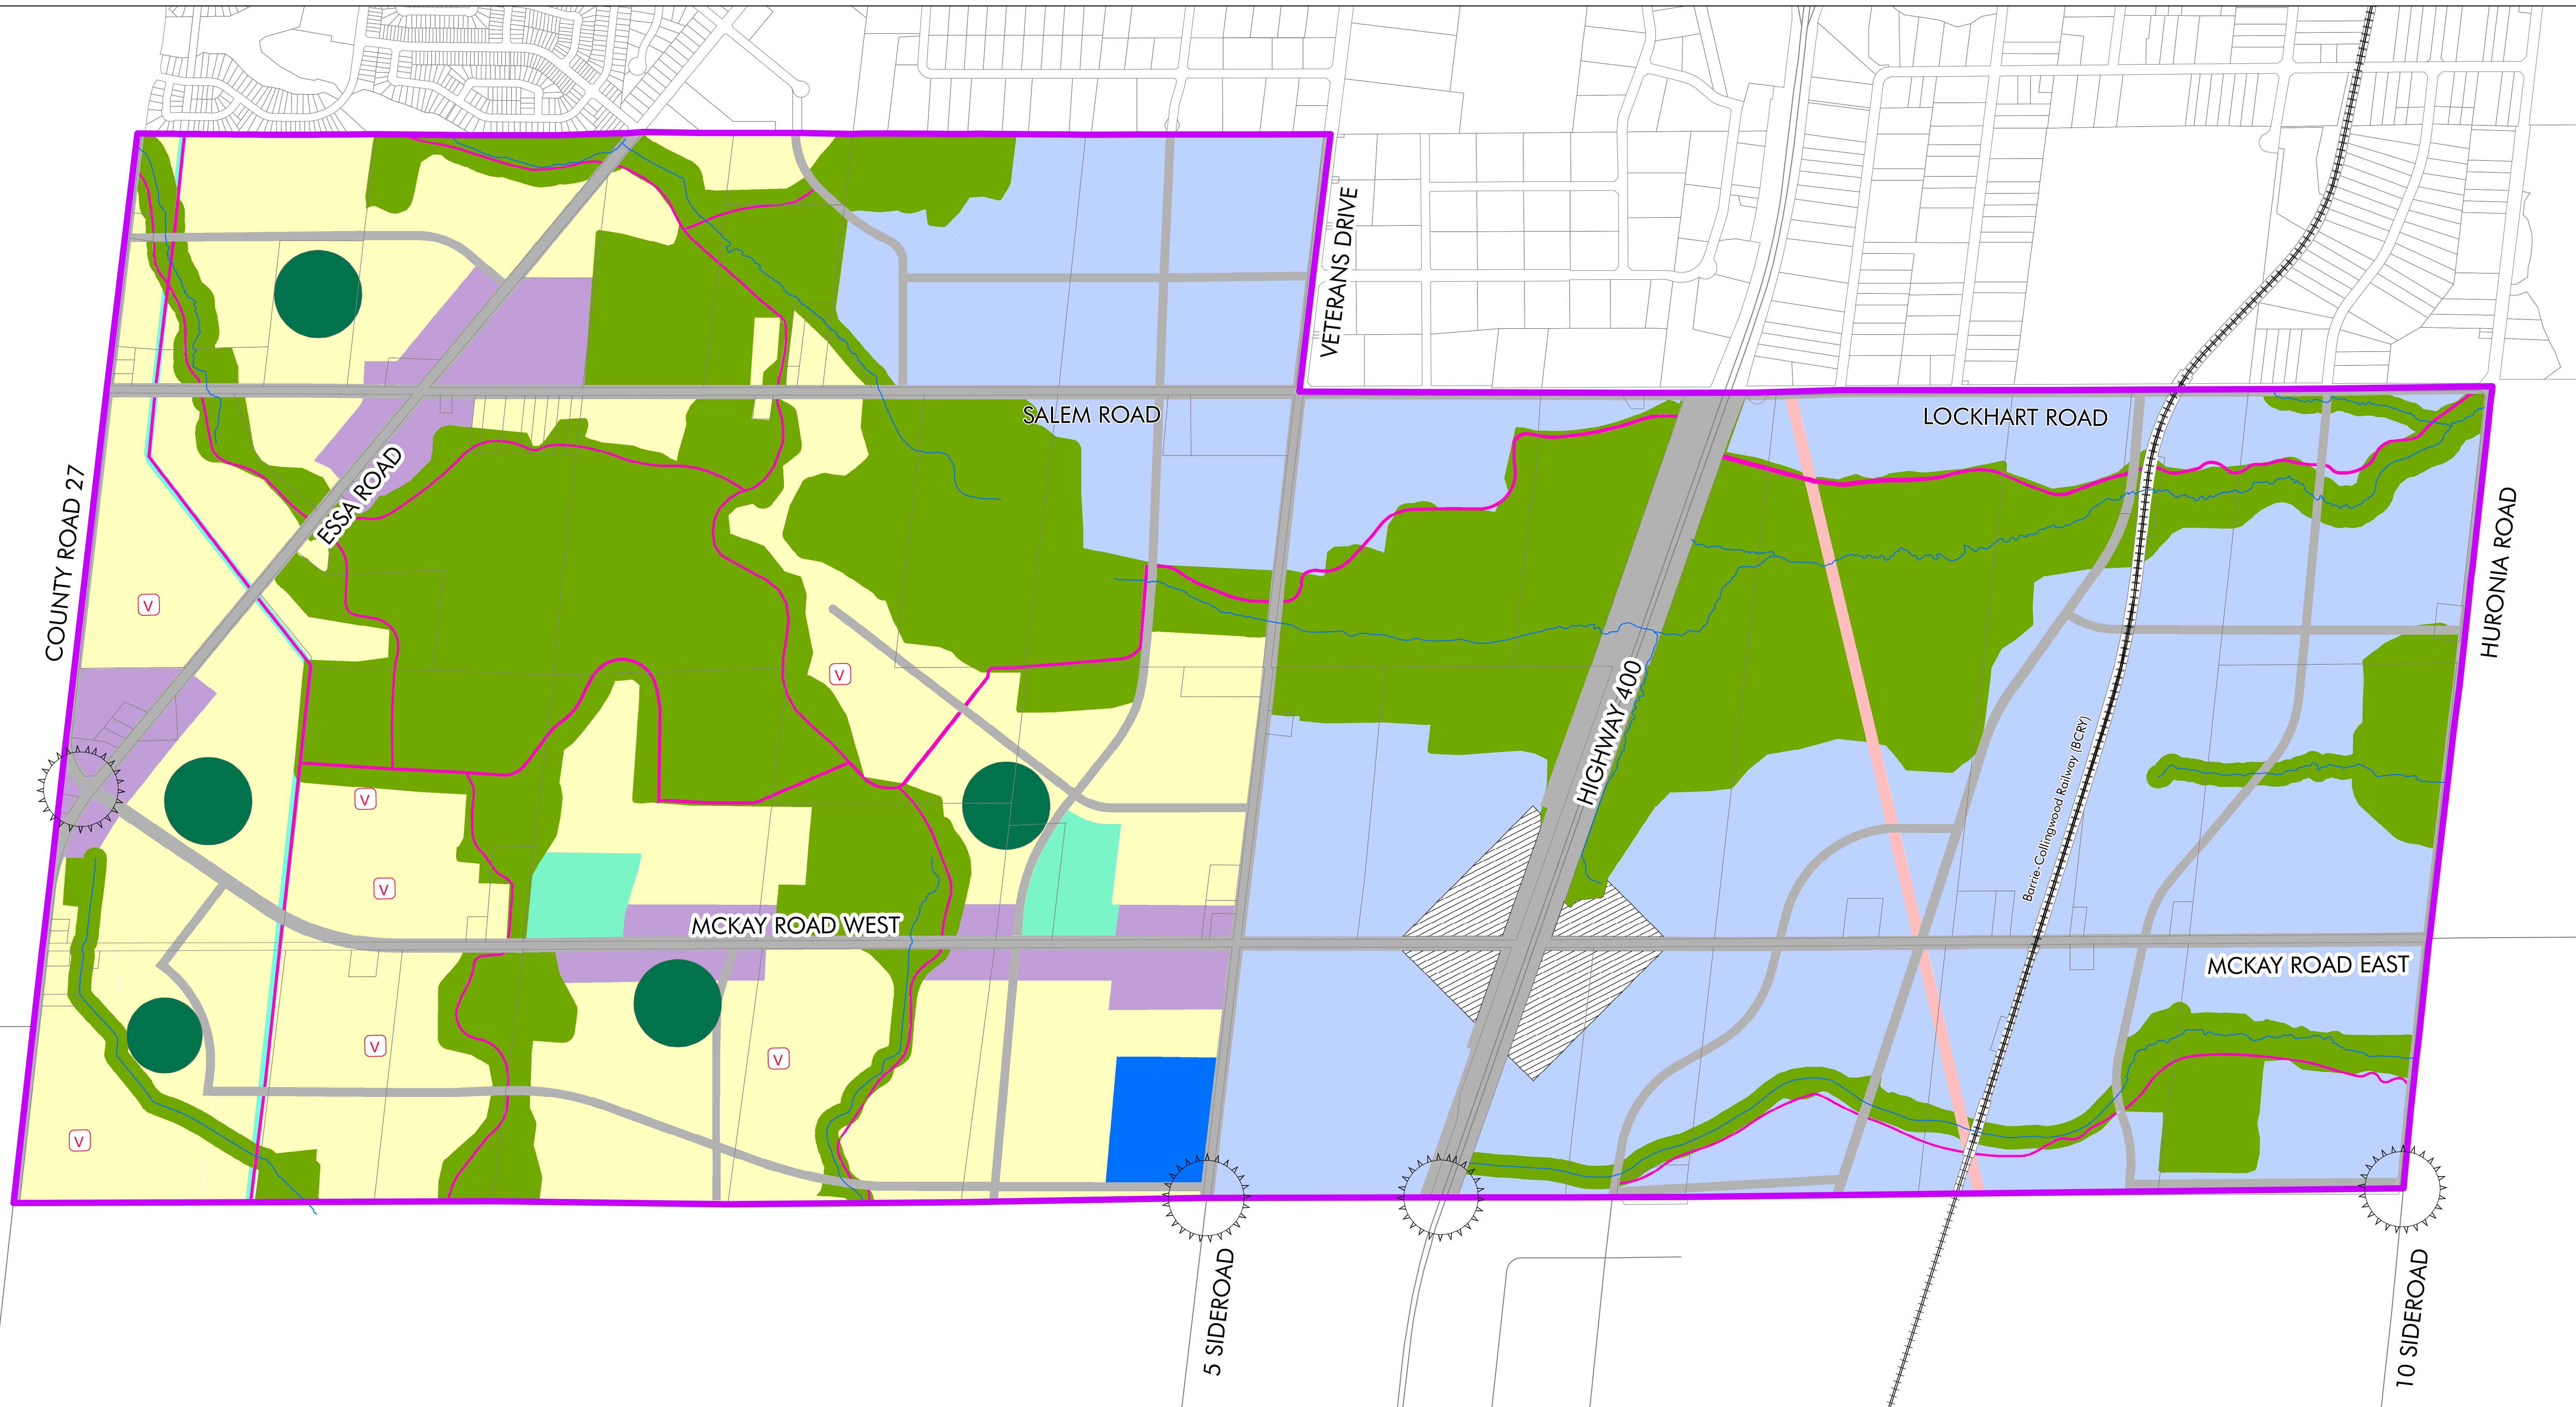 VETERANS DRIVE
SALEM ROAD
LOCKHART ROAD
COUNTY ROAD 27
ESSA ROAD
HURONIA ROAD
V
V
HIGHWAY 400
Barrie-Collingwood Railway (BCRY)
V
V
MCKAY ROAD WEST
MCKAY ROAD EAST
V
V
V
5 SIDEROAD
10 SIDEROAD